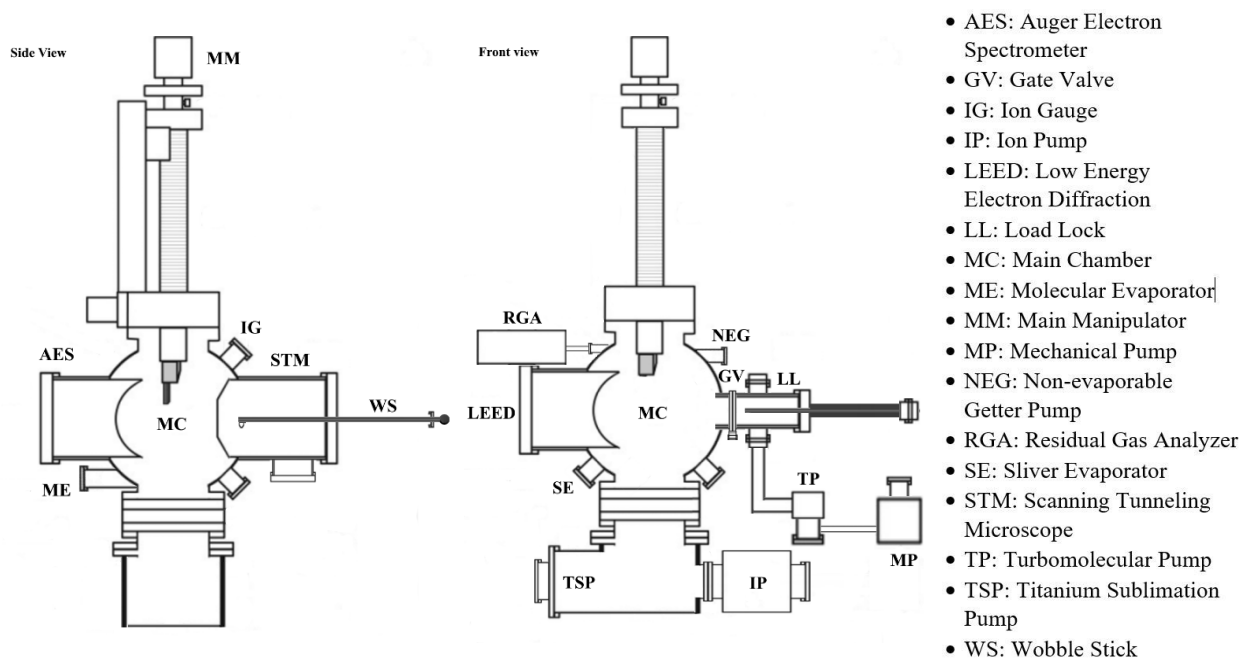 Side View
MM
IG
AES
STM
WS
MC
ME
Front view
RGA
NEG
GV
LL
LEED
MC
SE
TP
TSP
IP
MP
• AES: Auger Electron
Spectrometer
• GV: Gate Valve
• IG: Ion Gauge
• IP: Ion Pump
• LEED: Low Energy
Electron Diffraction
• LL: Load Lock
• MC: Main Chamber
• ME: Molecular Evaporator
• MM: Main Manipulator
• MP: Mechanical Pump
• NEG: Non-evaporable
Getter Pump
• RGA: Residual Gas Analyzer
• SE: Sliver Evaporator
• STM: Scanning Tunneling
Microscope
• TP: Turbomolecular Pump
• TSP: Titanium Sublimation
Pump
• WS: Wobble Stick